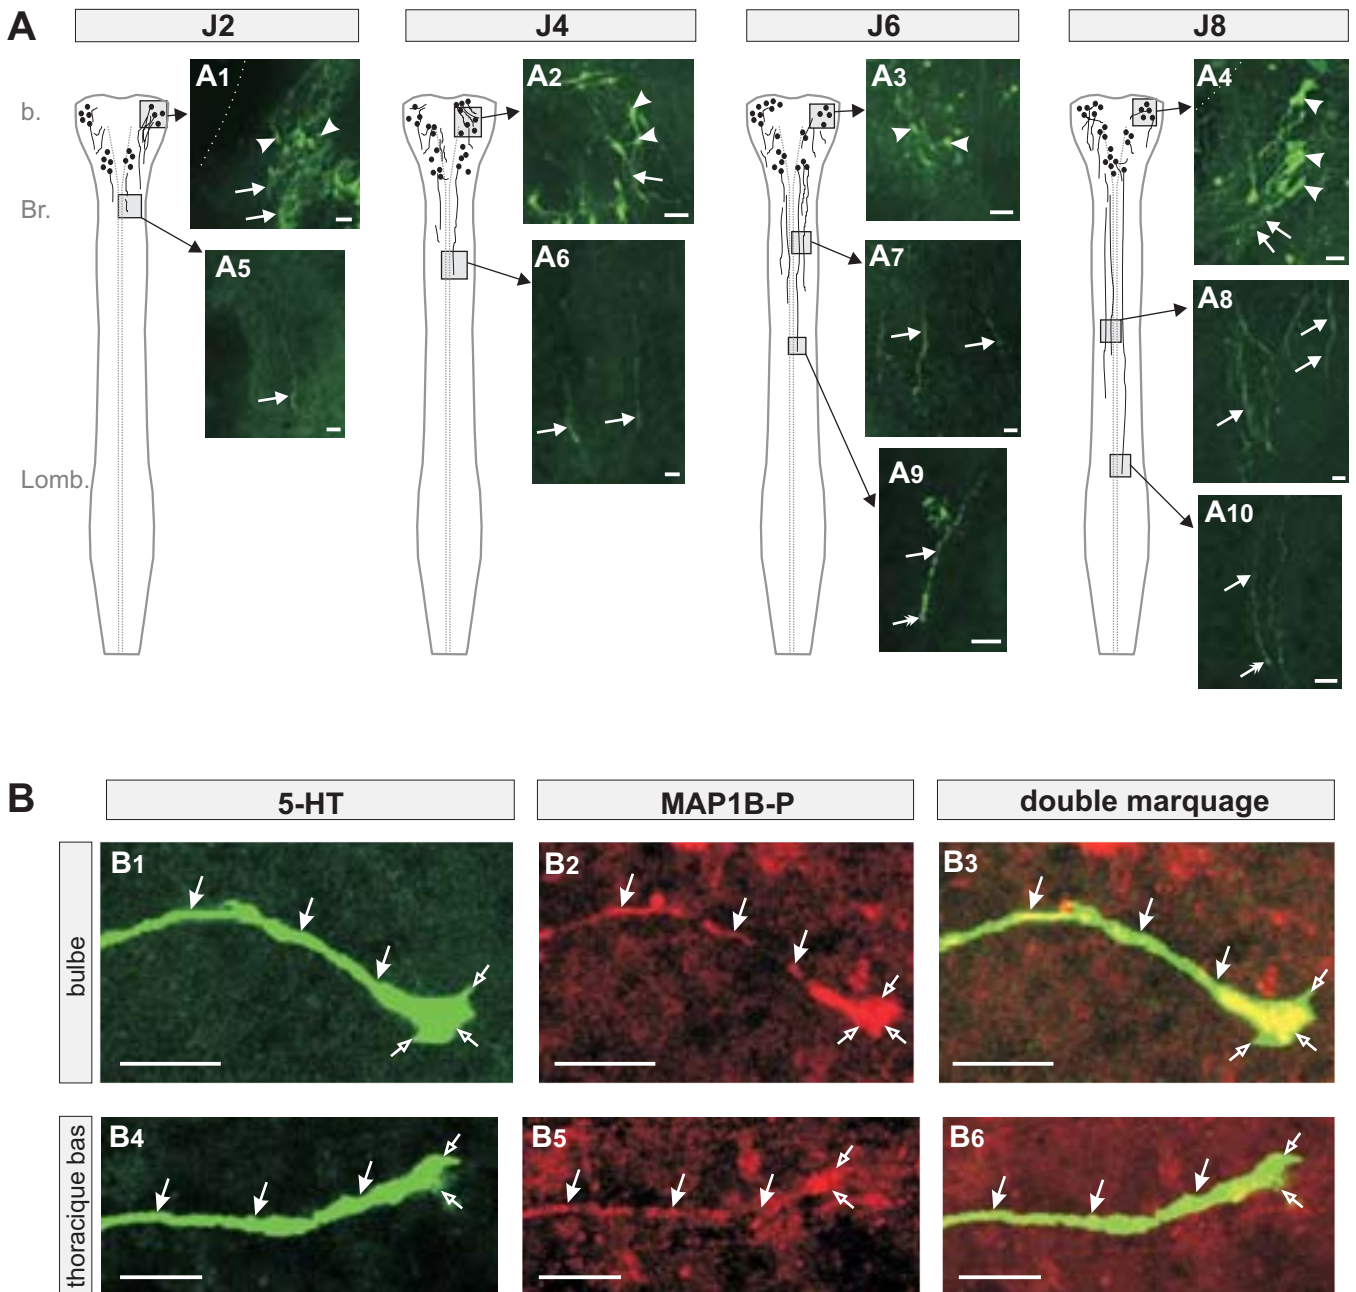 A
J2
J4
J6
J8
b.
Br.
Lomb.
A1
A2
A3
A4
A5
A6
A7
A8
A9
A10
B
5-HT
MAP1B-P
double marquage
bulbe
B1
B2
B3
thoracique bas
B4
B5
B6